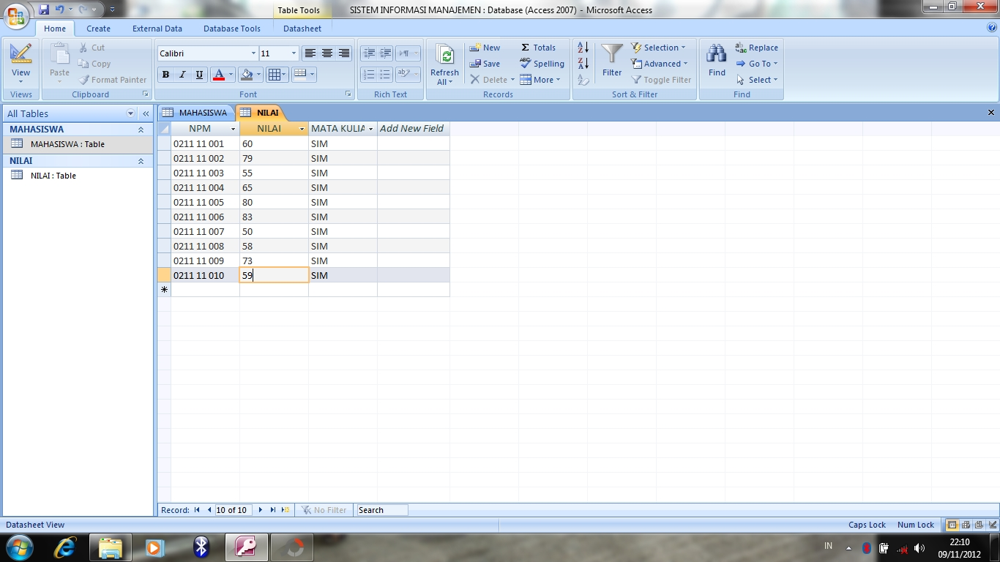 Table Tools
SISTEM INFORMASI MANAJEMEN : Database (Access 2007) - Microsoft Access
Home Create External Data Database Tools Datasheet
View
Views
Paste
Cut
Copy
Format Painter
Clipboard
Calibri 11
B I U A
Font
Rich Text
Refresh All
New
Save
Delete
Totals
Spelling
More
Records
Filter
Selection
Advanced
Toggle Filter
Sort & Filter
Find
Replace
Go To
Select
Find
All Tables
MAHASISWA
MAHASISWA : Table
NILAI
NILAI : Table
MAHASISWA NILAI
NPM NILAI MATA KULIA Add New Field
0211 11 001 60 SIM
0211 11 002 79 SIM
0211 11 003 55 SIM
0211 11 004 65 SIM
0211 11 005 80 SIM
0211 11 006 83 SIM
0211 11 007 50 SIM
0211 11 008 58 SIM
0211 11 009 73 SIM
0211 11 010 59 SIM
Record: 10 of 10 No Filter Search
Datasheet View Caps Lock Num Lock
IN 22:10
09/11/2012